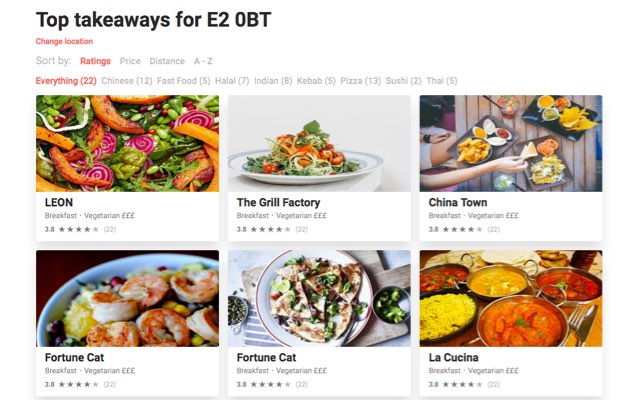 Top takeaways for E2 0BT
Change location
Sort by: Ratings Price Distance A - Z
Everything (22) Chinese (12) Fast Food (5) Halal (7) Indian (8) Kebab (5) Pizza (13) Sushi (2) Thai (5)
LEON
Breakfast · Vegetarian £££
3.8 ★★★★★ (22)
The Grill Factory
Breakfast · Vegetarian £££
3.8 ★★★★★ (22)
China Town
Breakfast · Vegetarian £££
3.8 ★★★★★ (22)
Fortune Cat
Breakfast · Vegetarian £££
3.8 ★★★★★ (22)
Fortune Cat
Breakfast · Vegetarian £££
3.8 ★★★★★ (22)
La Cucina
Breakfast · Vegetarian £££
3.8 ★★★★★ (22)